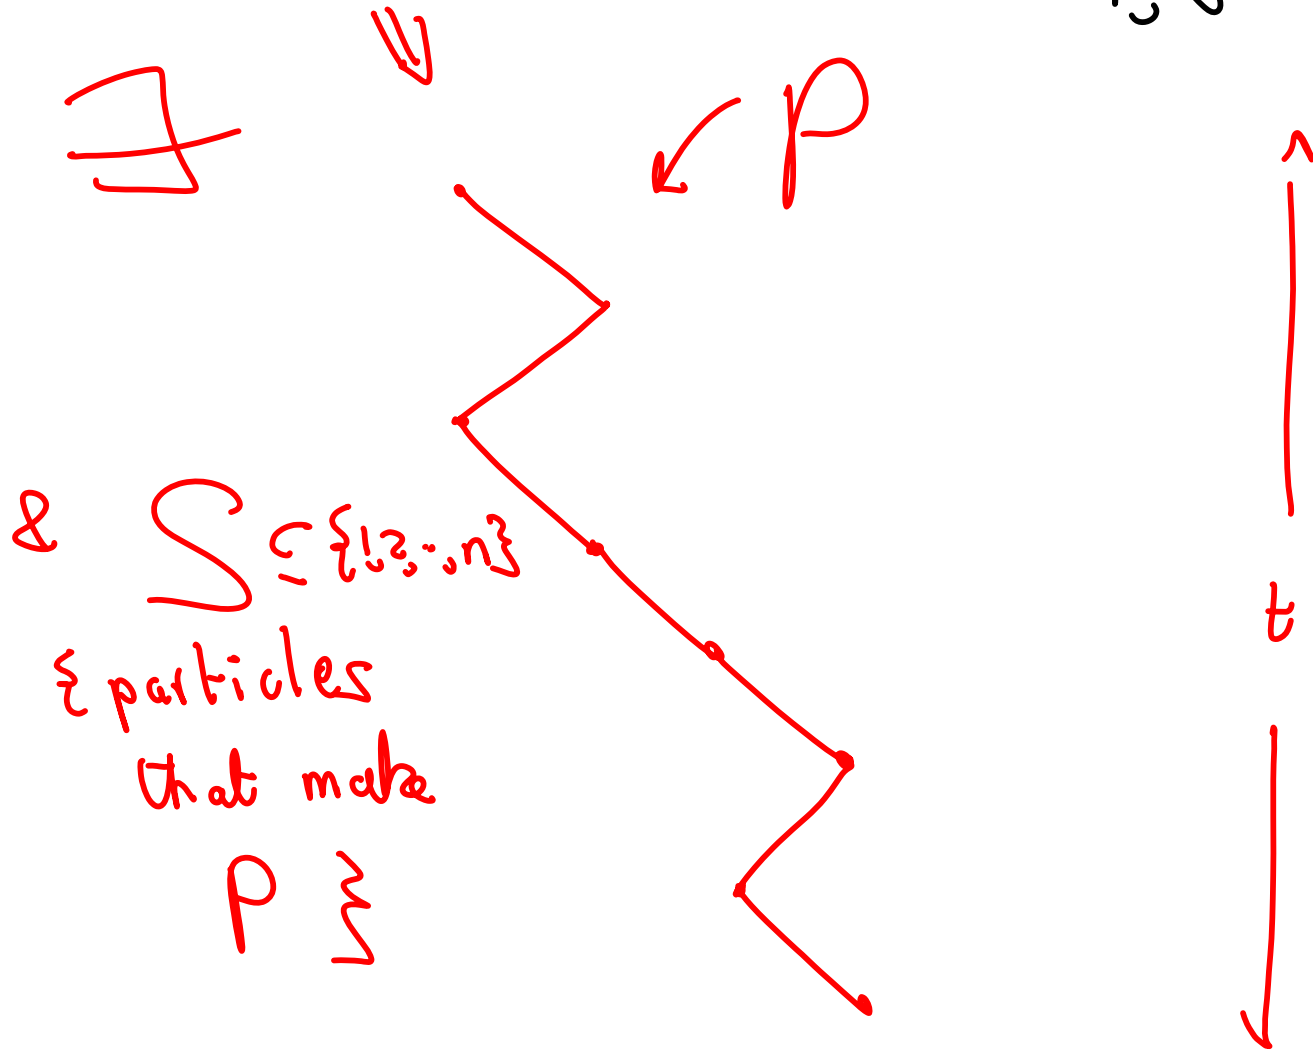 ⇓
∃ P
& S ⊆ {1,2,..,n}
t
{particles
that make
P}